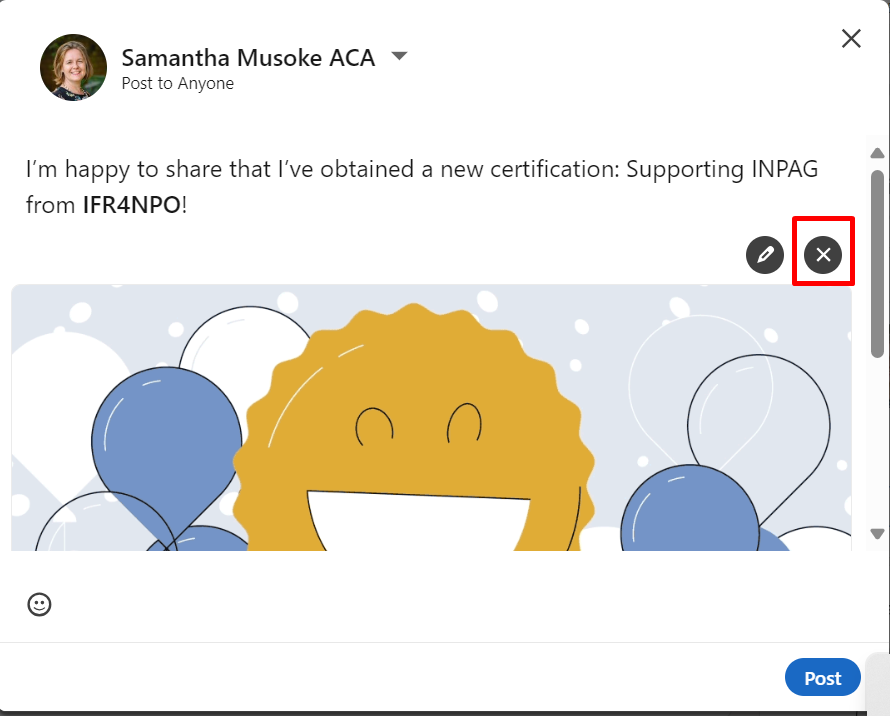 Samantha Musoke ACA
Post to Anyone
I’m happy to share that I’ve obtained a new certification: Supporting INPAG
from IFR4NPO!
Post